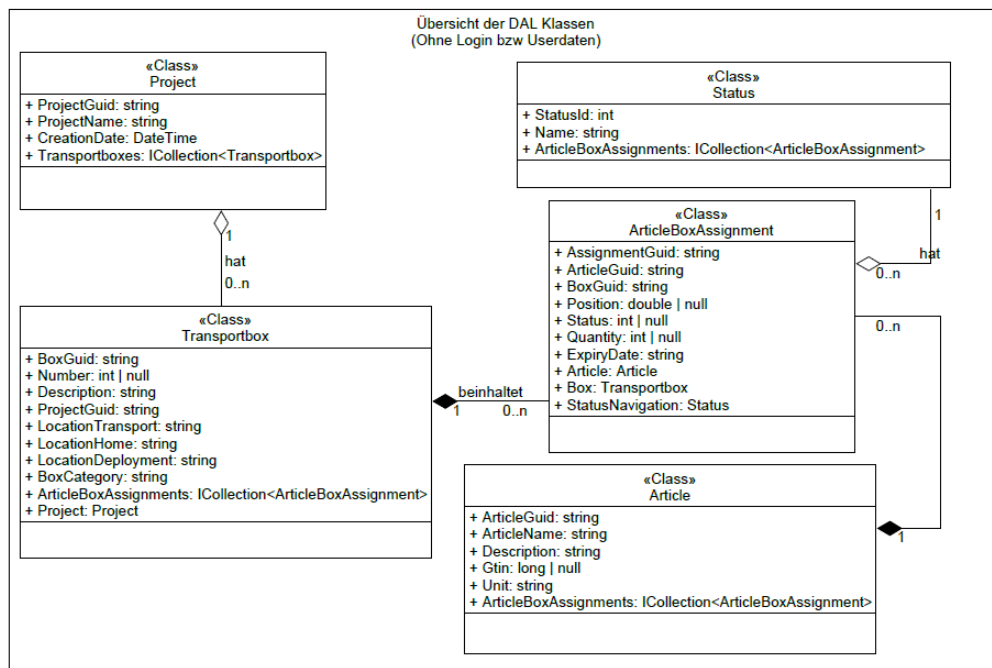 Übersicht der DAL Klassen
(Ohne Login bzw Userdaten)
«Class»
Project
+ ProjectGuid: string
+ ProjectName: string
+ CreationDate: DateTime
+ Transportboxes: ICollection<Transportbox>
«Class»
Status
+ StatusId: int
+ Name: string
+ ArticleBoxAssignments: ICollection<ArticleBoxAssignment>
1
hat
0..n
1
hat
0..n
«Class»
ArticleBoxAssignment
+ AssignmentGuid: string
+ ArticleGuid: string
+ BoxGuid: string
+ Position: double | null
+ Status: int | null
+ Quantity: int | null
+ ExpiryDate: string
+ Article: Article
+ Box: Transportbox
+ StatusNavigation: Status
«Class»
Transportbox
+ BoxGuid: string
+ Number: int | null
+ Description: string
+ ProjectGuid: string
+ LocationTransport: string
+ LocationHome: string
+ LocationDeployment: string
+ BoxCategory: string
+ ArticleBoxAssignments: ICollection<ArticleBoxAssignment>
+ Project: Project
beinhaltet
1
0..n
0..n
1
«Class»
Article
+ ArticleGuid: string
+ ArticleName: string
+ Description: string
+ Gtin: long | null
+ Unit: string
+ ArticleBoxAssignments: ICollection<ArticleBoxAssignment>